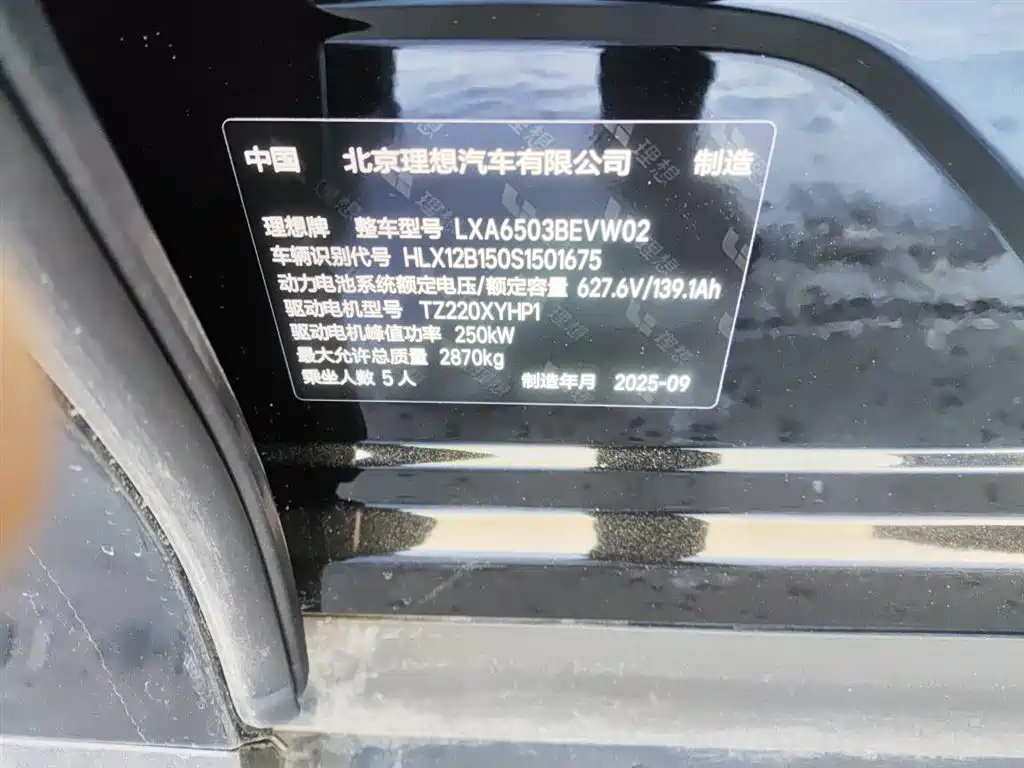 中国 北京理想汽车有限公司 制造
理想牌 整车型号 LXA6503BEVW02
车辆识别代号 HLX12B150S1501675
动力电池系统额定电压/额定容量 627.6V/139.1Ah
驱动电机型号 TZ220XYHP1
驱动电机峰值功率 250kW
最大允许总质量 2870kg
乘坐人数 5人 制造年月 2025-09